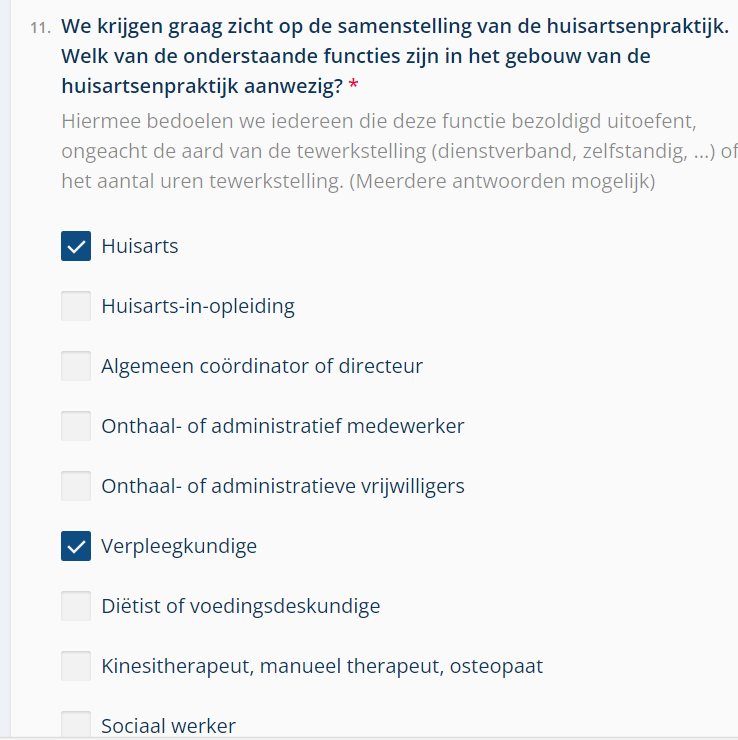 11. We krijgen graag zicht op de samenstelling van de huisartsenpraktijk.
Welk van de onderstaande functies zijn in het gebouw van de
huisartsenpraktijk aanwezig? *
Hiermee bedoelen we iedereen die deze functie bezoldigd uitoefent,
ongeacht de aard van de tewerkstelling (dienstverband, zelfstandig, ...) of
het aantal uren tewerkstelling. (Meerdere antwoorden mogelijk)
Huisarts
Huisarts-in-opleiding
Algemeen coördinator of directeur
Onthaal- of administratief medewerker
Onthaal- of administratieve vrijwilligers
Verpleegkundige
Diëtist of voedingsdeskundige
Kinesitherapeut, manueel therapeut, osteopaat
Sociaal werker